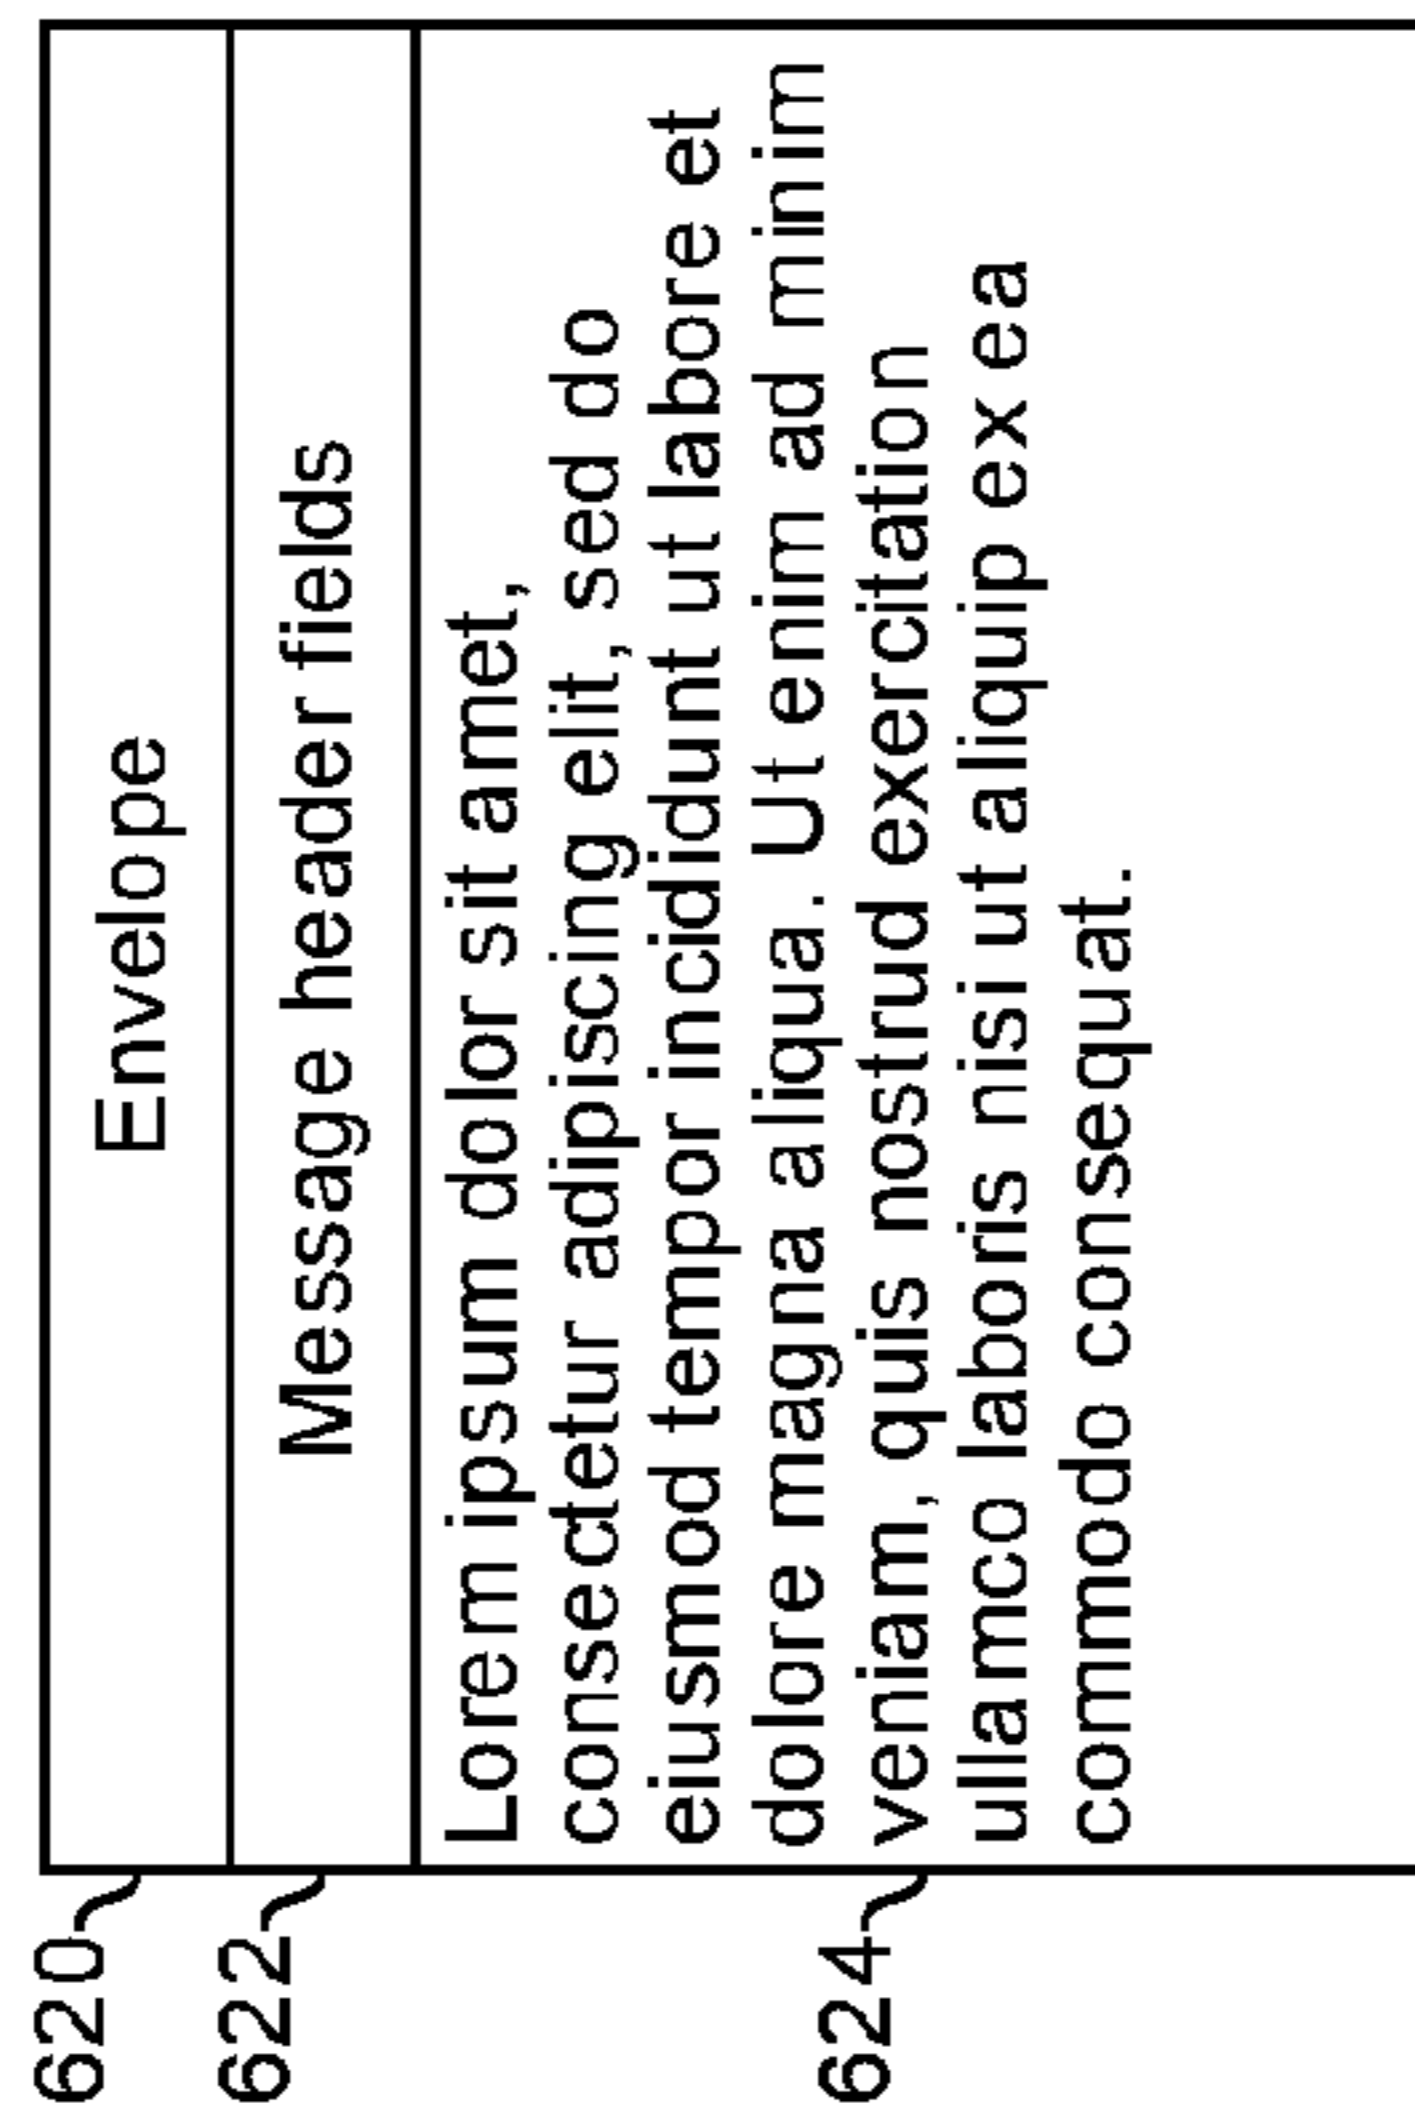 620
Envelope
622
Message header fields
624
Lorem ipsum dolor sit amet,
consectetur adipiscing elit, sed do
eiusmod tempor incididunt ut labore et
dolore magna aliqua. Ut enim ad minim
veniam, quis nostrud exercitation
ullamco laboris nisi ut aliquip ex ea
commodo consequat.